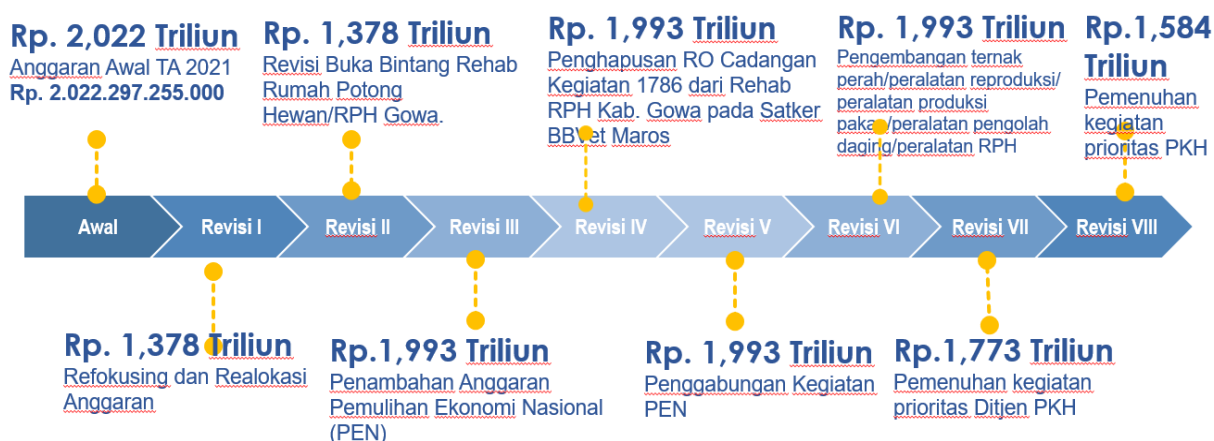 Rp. 2,022 Triliun
Anggaran Awal TA 2021
Rp. 2.022.297.255.000
Rp. 1,378 Triliun
Revisi Buka Bintang Rehab
Rumah Potong
Hewan/RPH Gowa.
Rp. 1,993 Triliun
Penghapusan RO Cadangan
Kegiatan 1786 dari Rehab
RPH Kab. Gowa pada Satker
BBVet Maros
Rp. 1,993 Triliun
Pengembangan ternak
perah/peralatan reproduksi/
peralatan produksi
pakan/peralatan pengolah
daging/peralatan RPH
Rp.1,584
Triliun
Pemenuhan
kegiatan
prioritas PKH
Awal
Revisi I
Revisi II
Revisi III
Revisi IV
Revisi V
Revisi VI
Revisi VII
Revisi VIII
Rp. 1,378 Triliun
Refokusing dan Realokasi
Anggaran
Rp.1,993 Triliun
Penambahan Anggaran
Pemulihan Ekonomi Nasional
(PEN)
Rp. 1,993 Triliun
Penggabungan Kegiatan
PEN
Rp.1,773 Triliun
Pemenuhan kegiatan
prioritas Ditjen PKH